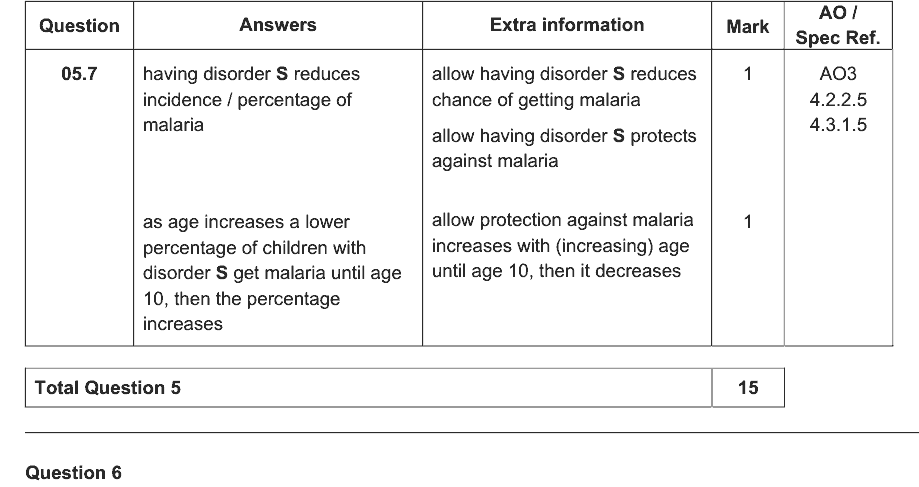 Question Answers Extra information Mark AO /
Spec Ref.
05.7 having disorder S reduces allow having disorder S reduces 1 AO3
incidence / percentage of chance of getting malaria 4.2.2.5
malaria 4.3.1.5
allow having disorder S protects
against malaria
as age increases a lower allow protection against malaria 1
percentage of children with increases with (increasing) age
disorder S get malaria until age until age 10, then it decreases
10, then the percentage
increases
Total Question 5 15
Question 6